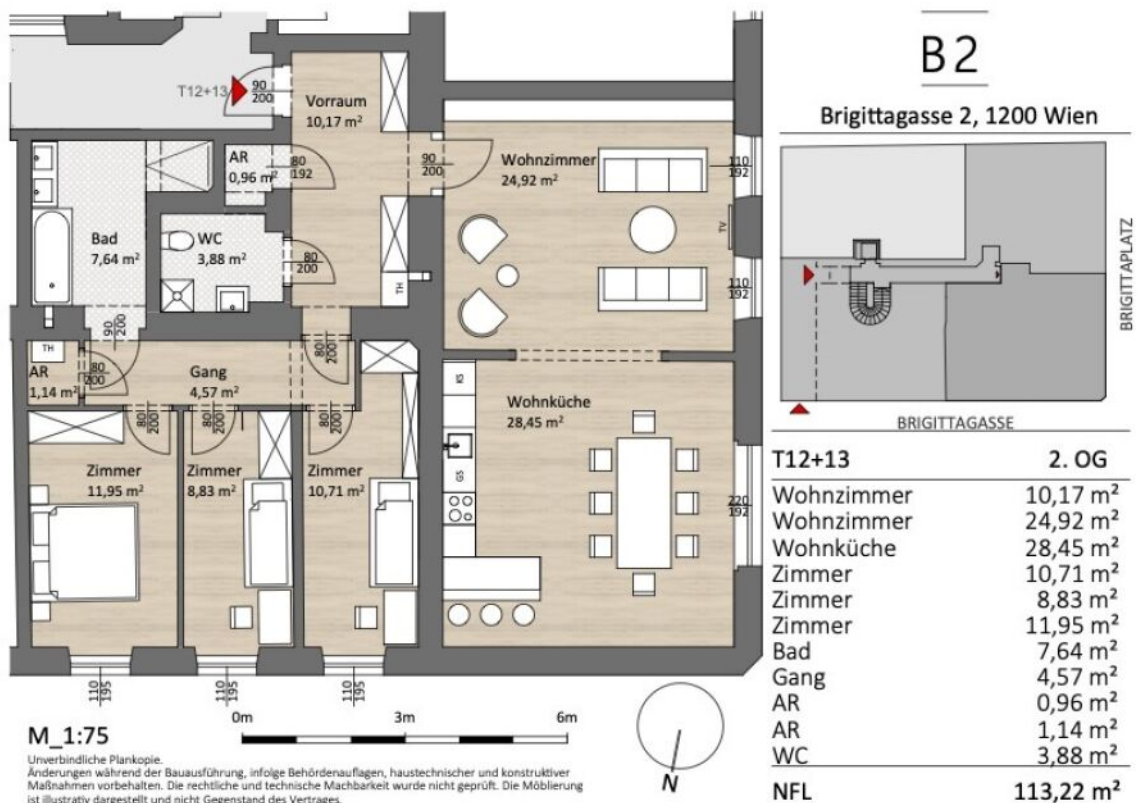 T12+13
90
200
Vorraum
10,17 m²
AR
0,96 m²
80
192
90
200
Wohnzimmer
24,92 m²
110
192
TV
110
192
Bad
7,64 m²
WC
3,88 m²
80
200
TH
90
200
80
200
TH
AR
1,14 m²
80
200
Gang
4,57 m²
80
200
80
200
80
200
KS
GS
Wohnküche
28,45 m²
220
192
Zimmer
11,95 m²
Zimmer
8,83 m²
Zimmer
10,71 m²
110
195
110
195
110
195
0m 3m 6m
M_1:75
Unverbindliche Plankopie.
Änderungen während der Bauausführung, infolge Behördenauflagen, haustechnischer und konstruktiver
Maßnahmen vorbehalten. Die rechtliche und technische Machbarkeit wurde nicht geprüft. Die Möblierung
ist illustrativ dargestellt und nicht Gegenstand des Vertrages.
N
B2
Brigittagasse 2, 1200 Wien
BRIGITTAPLATZ
BRIGITTAGASSE
T12+13 2. OG
Wohnzimmer 10,17 m²
Wohnzimmer 24,92 m²
Wohnküche 28,45 m²
Zimmer 10,71 m²
Zimmer 8,83 m²
Zimmer 11,95 m²
Bad 7,64 m²
Gang 4,57 m²
AR 0,96 m²
AR 1,14 m²
WC 3,88 m²
NFL 113,22 m²